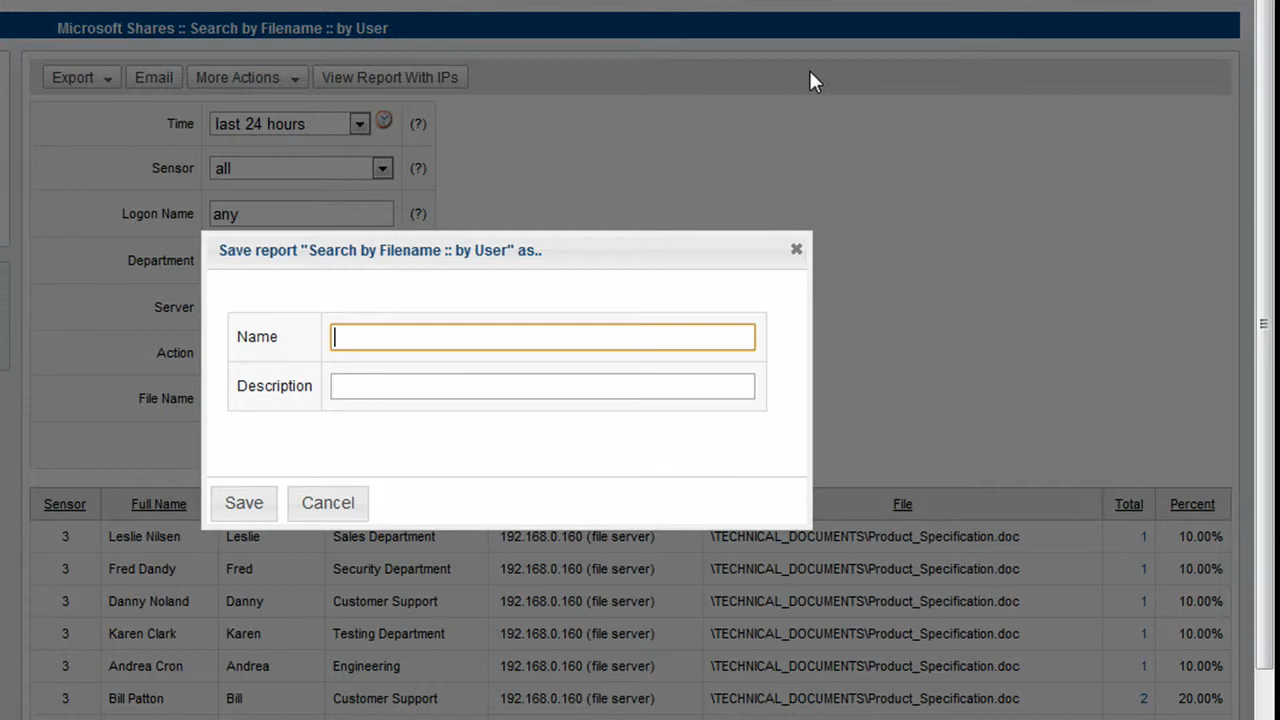 Microsoft Shares :: Search by Filename :: by User
Export Email More Actions View Report With IPs
Time last 24 hours (?)
Sensor all (?)
Logon Name any (?)
Department
Server
Action
File Name
Save report "Search by Filename :: by User" as..
Name
Description
Save Cancel
Sensor Full Name File Total Percent
3 Leslie Nilsen Leslie Sales Department 192.168.0.160 (file server) \TECHNICAL_DOCUMENTS\Product_Specification.doc 1 10.00%
3 Fred Dandy Fred Security Department 192.168.0.160 (file server) \TECHNICAL_DOCUMENTS\Product_Specification.doc 1 10.00%
3 Danny Noland Danny Customer Support 192.168.0.160 (file server) \TECHNICAL_DOCUMENTS\Product_Specification.doc 1 10.00%
3 Karen Clark Karen Testing Department 192.168.0.160 (file server) \TECHNICAL_DOCUMENTS\Product_Specification.doc 1 10.00%
3 Andrea Cron Andrea Engineering 192.168.0.160 (file server) \TECHNICAL_DOCUMENTS\Product_Specification.doc 1 10.00%
3 Bill Patton Bill Customer Support 192.168.0.160 (file server) \TECHNICAL_DOCUMENTS\Product_Specification.doc 2 20.00%